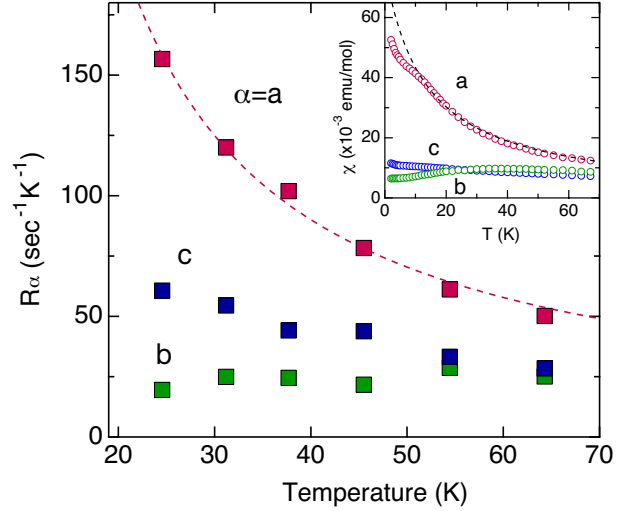 150
100
50
0
20
30
40
50
60
70
Rα (sec⁻¹K⁻¹)
Temperature (K)
α=a
c
b
60
40
20
0
0
20
40
60
χ (x10⁻³ emu/mol)
T (K)
a
c
b